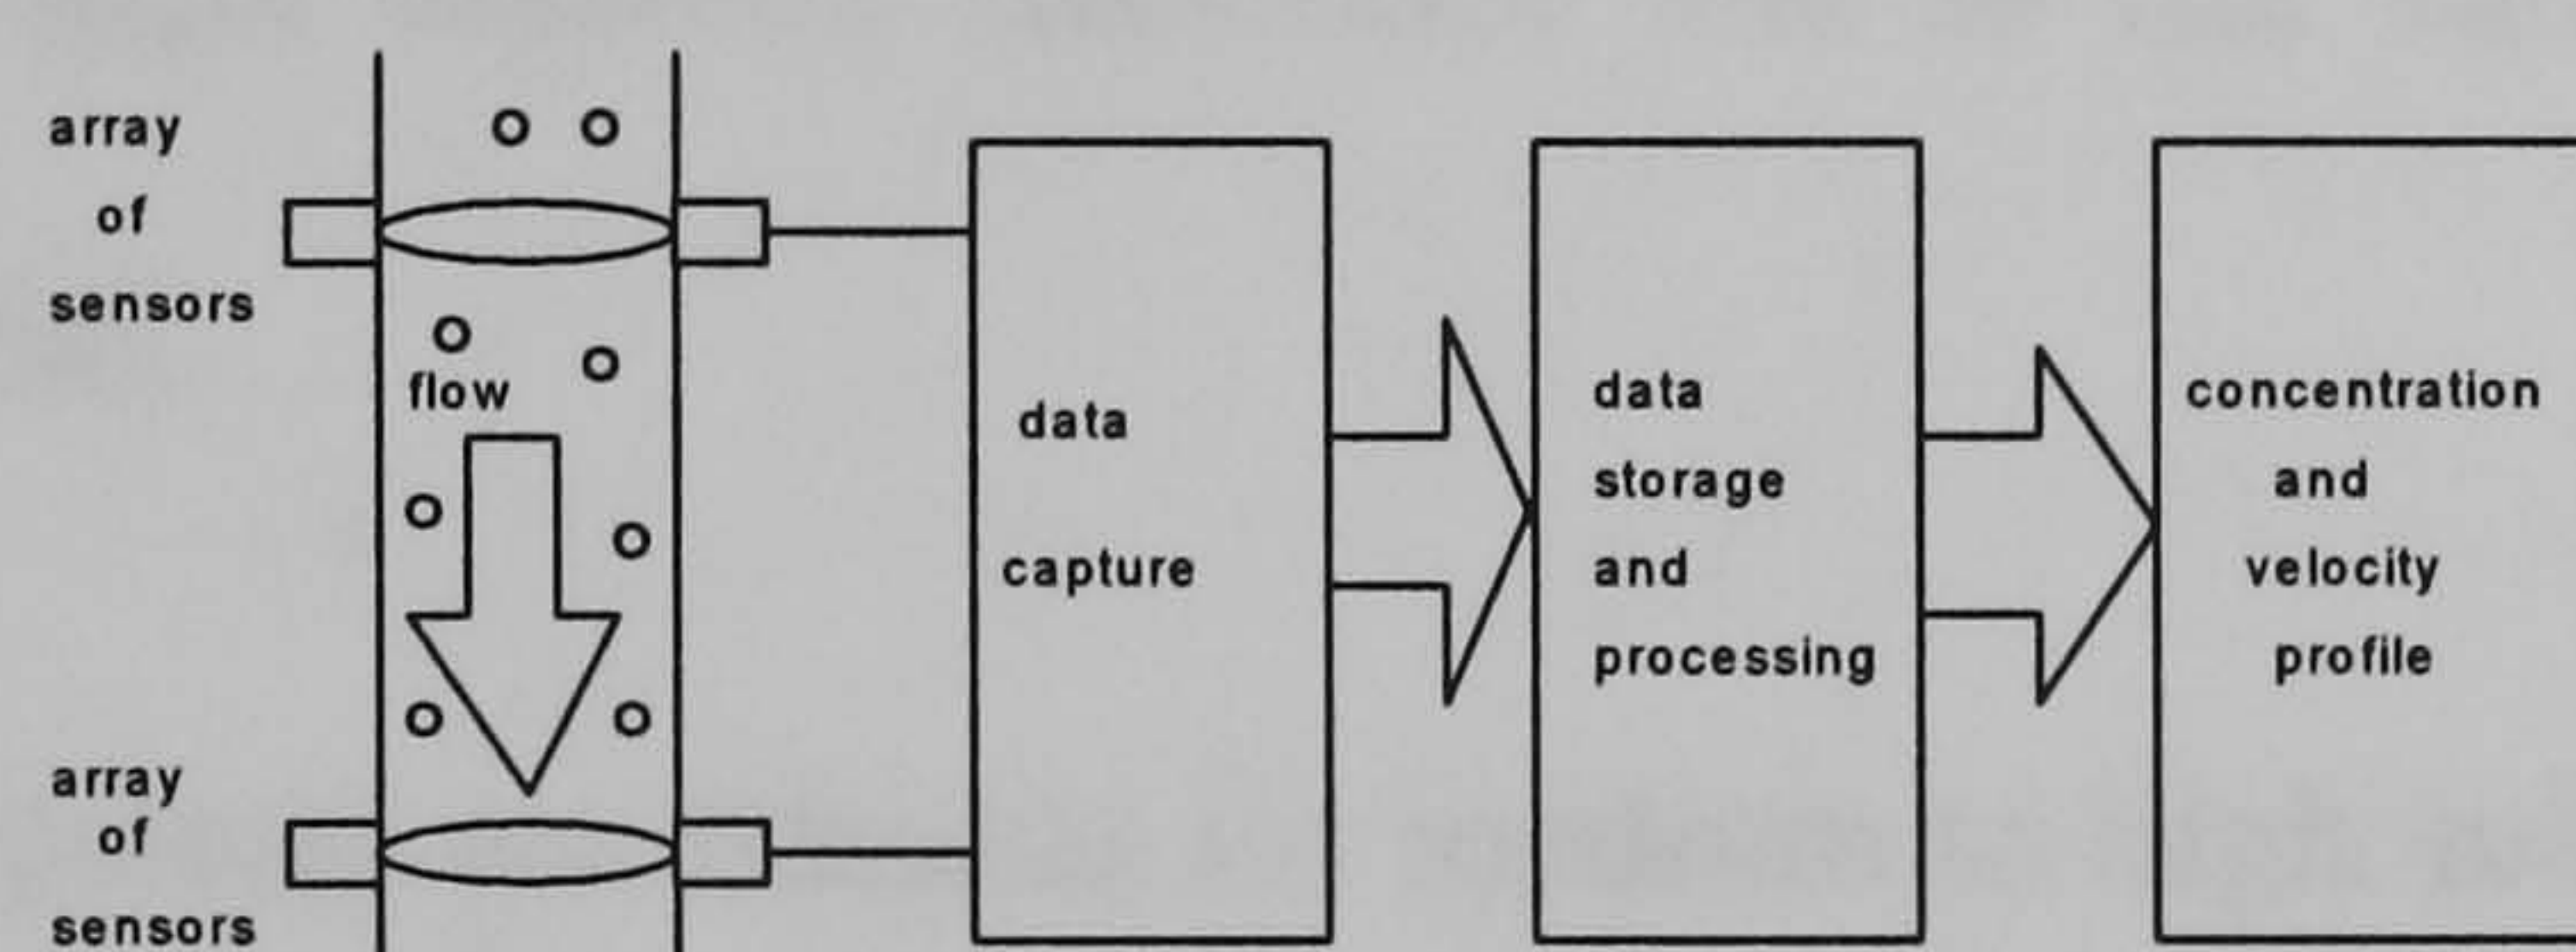 array
of
sensors
flow
array
of
sensors
data
capture
data
storage
and
processing
concentration
and
velocity
profile